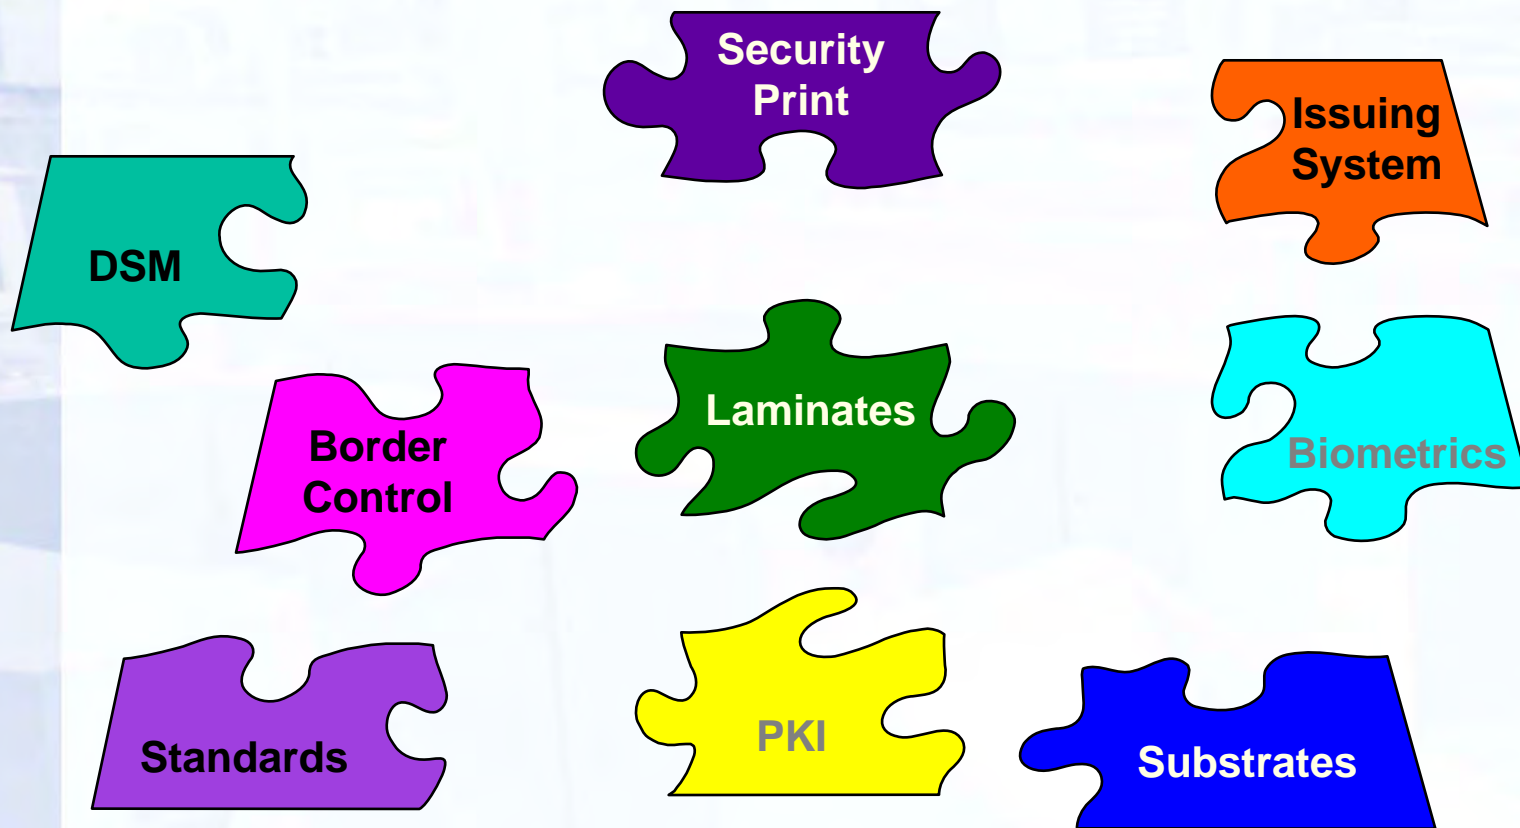 Security
Print
Issuing
System
DSM
Laminates
Border
Control
Biometrics
Standards
PKI
Substrates